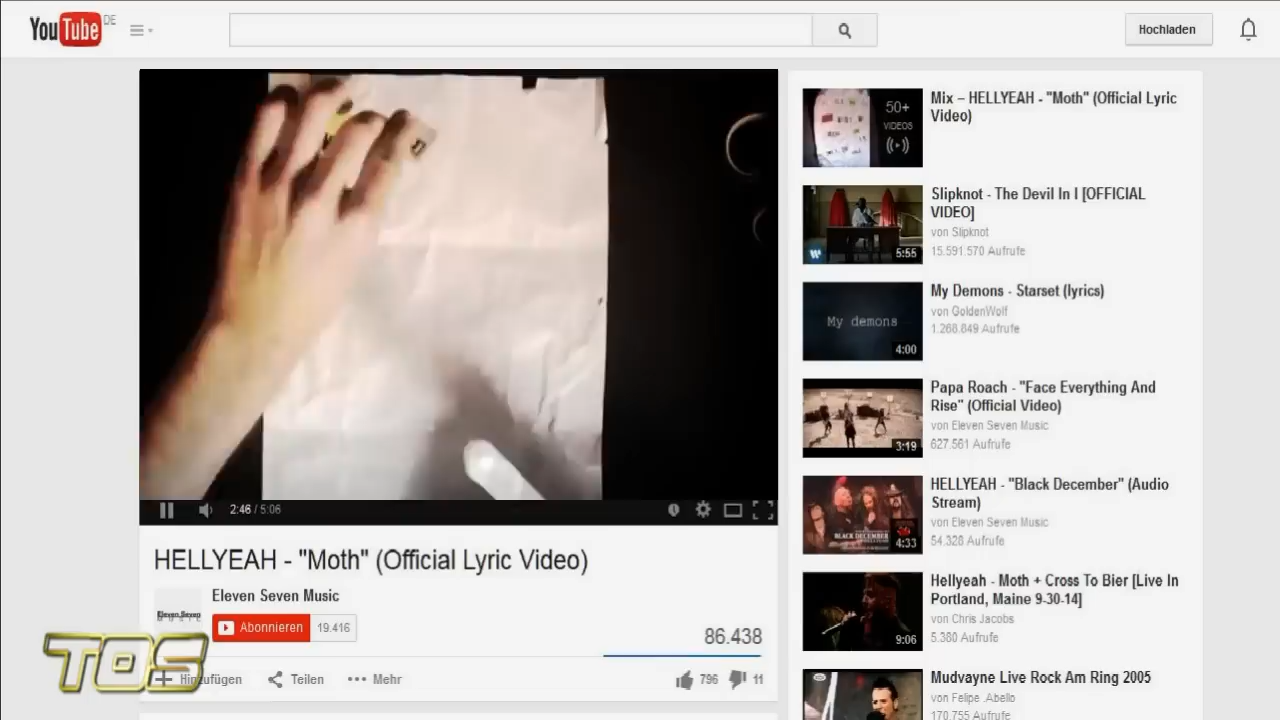 YouTube DE
Hochladen
2:46 / 5:06
HELLYEAH - "Moth" (Official Lyric Video)
Eleven Seven Music
Eleven Seven
MUSIC
Abonnieren 19.416
86.438
TOS
Hinzufügen Teilen Mehr 796 11
50+
VIDEOS
Mix – HELLYEAH - "Moth" (Official Lyric
Video)
5:55
Slipknot - The Devil In I [OFFICIAL
VIDEO]
von Slipknot
15.591.570 Aufrufe
My demons
4:00
My Demons - Starset (lyrics)
von GoldenWolf
1.268.849 Aufrufe
3:19
Papa Roach - "Face Everything And
Rise" (Official Video)
von Eleven Seven Music
627.561 Aufrufe
BLACK DECEMBER
4:33
HELLYEAH - "Black December" (Audio
Stream)
von Eleven Seven Music
54.328 Aufrufe
9:06
Hellyeah - Moth + Cross To Bier [Live In
Portland, Maine 9-30-14]
von Chris Jacobs
5.380 Aufrufe
Mudvayne Live Rock Am Ring 2005
von Felipe .Abello
170.755 Aufrufe